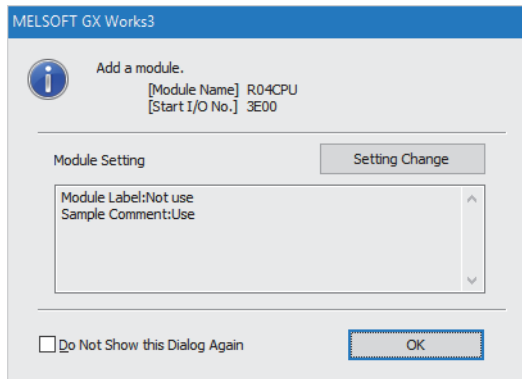 MELSOFT GX Works3
Add a module.
[Module Name] R04CPU
[Start I/O No.] 3E00
Module Setting
Setting Change
Module Label:Not use
Sample Comment:Use
Do Not Show this Dialog Again
OK